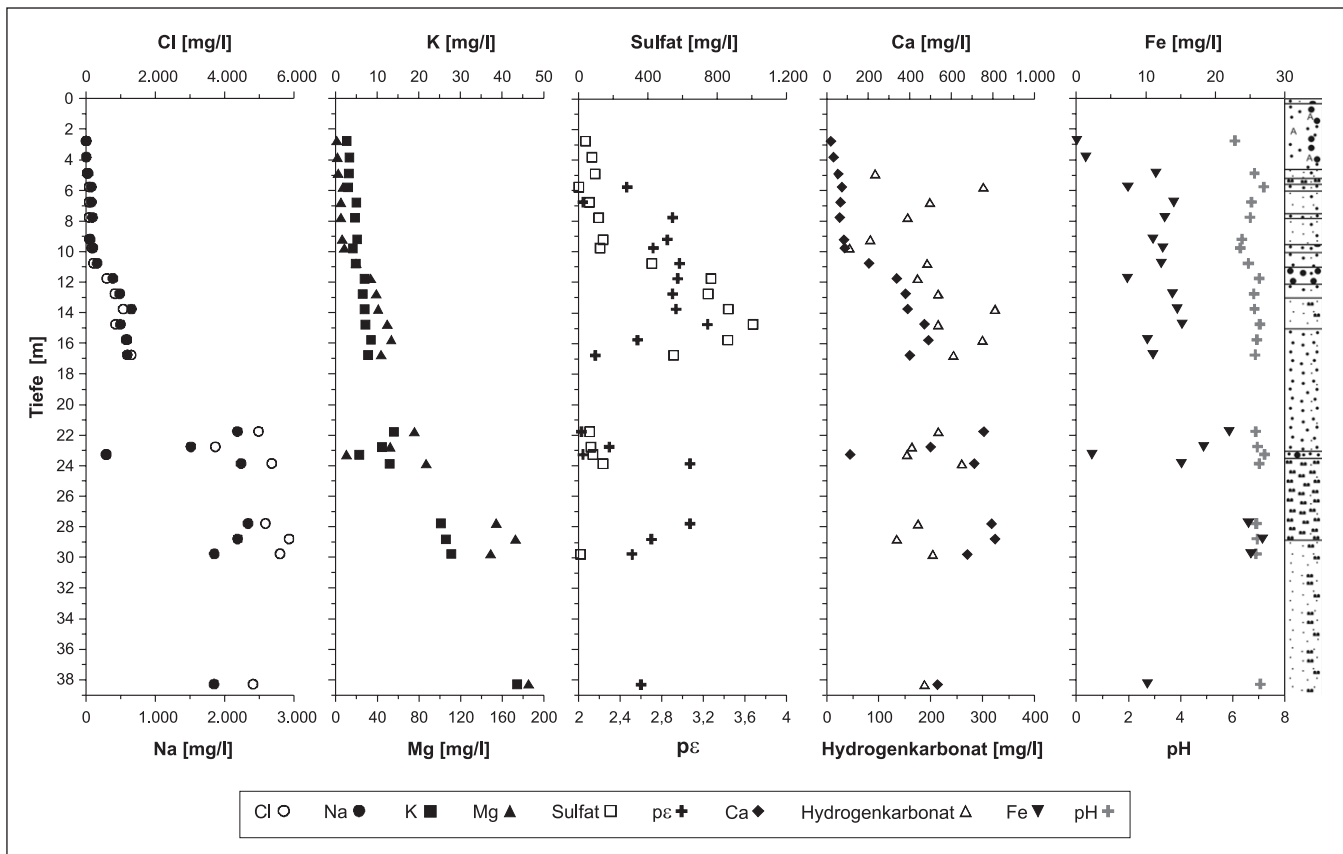 Cl [mg/l] K [mg/l] Sulfat [mg/l] Ca [mg/l] Fe [mg/l]
0 2.000 4.000 6.000 0 10 20 30 40 50 0 400 800 1.200 0 200 400 600 800 1.000 0 10 20 30
0
2
4
6
8
10
12
14
16
18
20
22
24
26
28
30
32
34
36
38
Tiefe [m]
A
A
A
0 1.000 2.000 3.000 0 40 80 120 160 200 2 2,4 2,8 3,2 3,6 4 0 100 200 300 400 0 2 4 6 8
Na [mg/l] Mg [mg/l] pε Hydrogenkarbonat [mg/l] pH
Cl Na K Mg Sulfat pε Ca Hydrogenkarbonat Fe pH